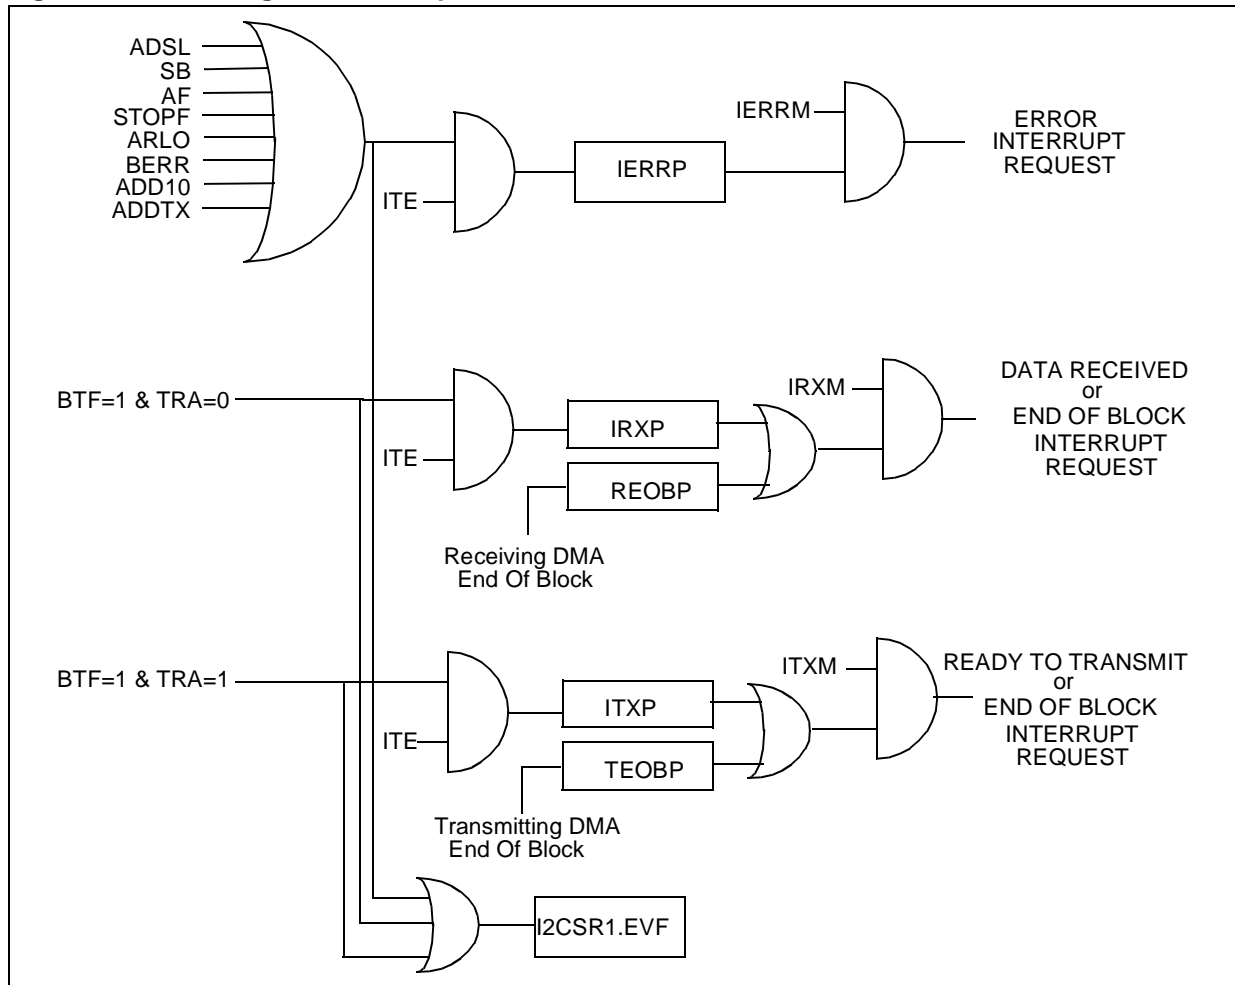 ADSL
SB
AF
STOPF
ARLO
BERR
ADD10
ADDTX
ITE
IERRP
IERRM
ERROR
INTERRUPT
REQUEST
BTF=1 & TRA=0
ITE
IRXP
REOBP
Receiving DMA
End Of Block
IRXM
DATA RECEIVED
or
END OF BLOCK
INTERRUPT
REQUEST
BTF=1 & TRA=1
ITE
ITXP
TEOBP
Transmitting DMA
End Of Block
ITXM
READY TO TRANSMIT
or
END OF BLOCK
INTERRUPT
REQUEST
I2CSR1.EVF